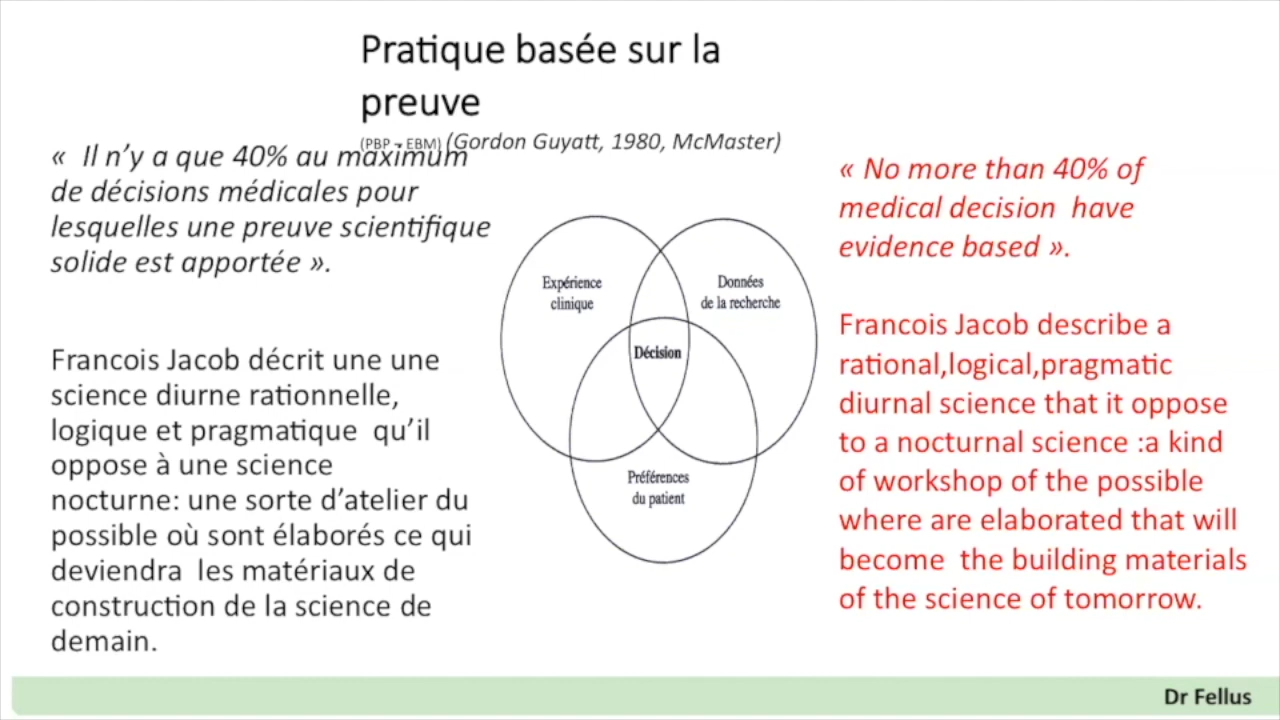 Pratique basée sur la
preuve
(PBP - EBM) (Gordon Guyatt, 1980, McMaster)
« Il n’y a que 40% au maximum
de décisions médicales pour
lesquelles une preuve scientifique
solide est apportée ».
Francois Jacob décrit une une
science diurne rationnelle,
logique et pragmatique qu’il
oppose à une science
nocturne: une sorte d’atelier du
possible où sont élaborés ce qui
deviendra les matériaux de
construction de la science de
demain.
Expérience
clinique
Données
de la recherche
Décision
Préférences
du patient
« No more than 40% of
medical decision have
evidence based ».
Francois Jacob describe a
rational,logical,pragmatic
diurnal science that it oppose
to a nocturnal science :a kind
of workshop of the possible
where are elaborated that will
become the building materials
of the science of tomorrow.
Dr Fellus